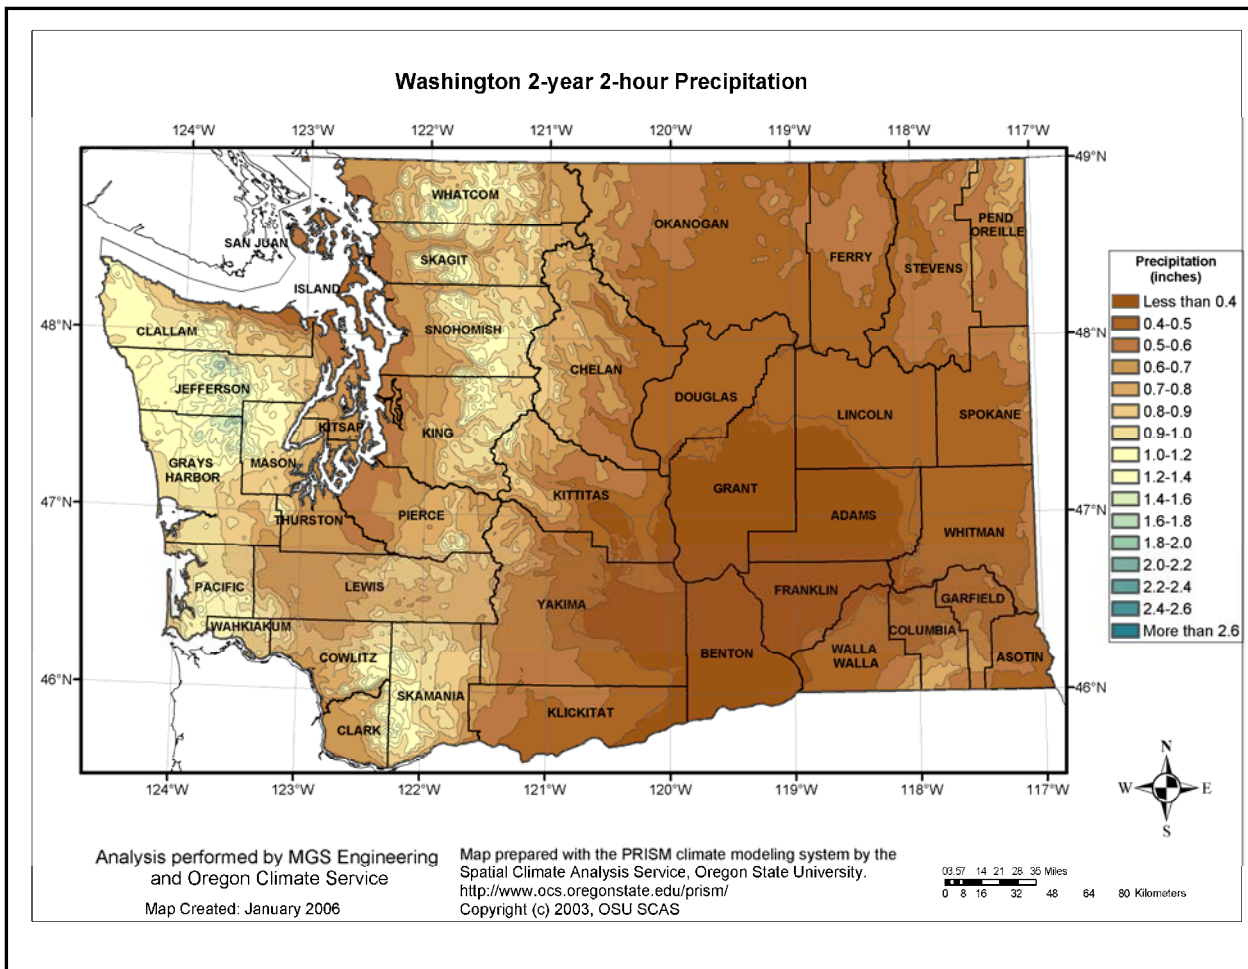 Washington 2-year 2-hour Precipitation
124°W 123°W 122°W 121°W 120°W 119°W 118°W 117°W
49°N
49°N
WHATCOM
OKANOGAN
PEND
OREILLE
SAN JUAN
SKAGIT
FERRY
STEVENS
ISLAND
48°N
CLALLAM
SNOHOMISH
48°N
CHELAN
JEFFERSON
DOUGLAS
LINCOLN
SPOKANE
KITSAP
KING
GRAYS
HARBOR
MASON
KITTITAS
GRANT
47°N
47°N
THURSTON
PIERCE
ADAMS
WHITMAN
PACIFIC
LEWIS
YAKIMA
FRANKLIN
GARFIELD
WAHKIAKUM
COLUMBIA
COWLITZ
BENTON
WALLA
WALLA
ASOTIN
46°N
46°N
SKAMANIA
KLICKITAT
CLARK
124°W 123°W 122°W 121°W 120°W 119°W 118°W 117°W
Precipitation
(inches)
Less than 0.4
0.4-0.5
0.5-0.6
0.6-0.7
0.7-0.8
0.8-0.9
0.9-1.0
1.0-1.2
1.2-1.4
1.4-1.6
1.6-1.8
1.8-2.0
2.0-2.2
2.2-2.4
2.4-2.6
More than 2.6
N
W E
S
Analysis performed by MGS Engineering
and Oregon Climate Service
Map Created: January 2006
Map prepared with the PRISM climate modeling system by the
Spatial Climate Analysis Service, Oregon State University.
http://www.ocs.oregonstate.edu/prism/
Copyright (c) 2003, OSU SCAS
03.57 14 21 28 35 Miles
0 8 16 32 48 64 80 Kilometers